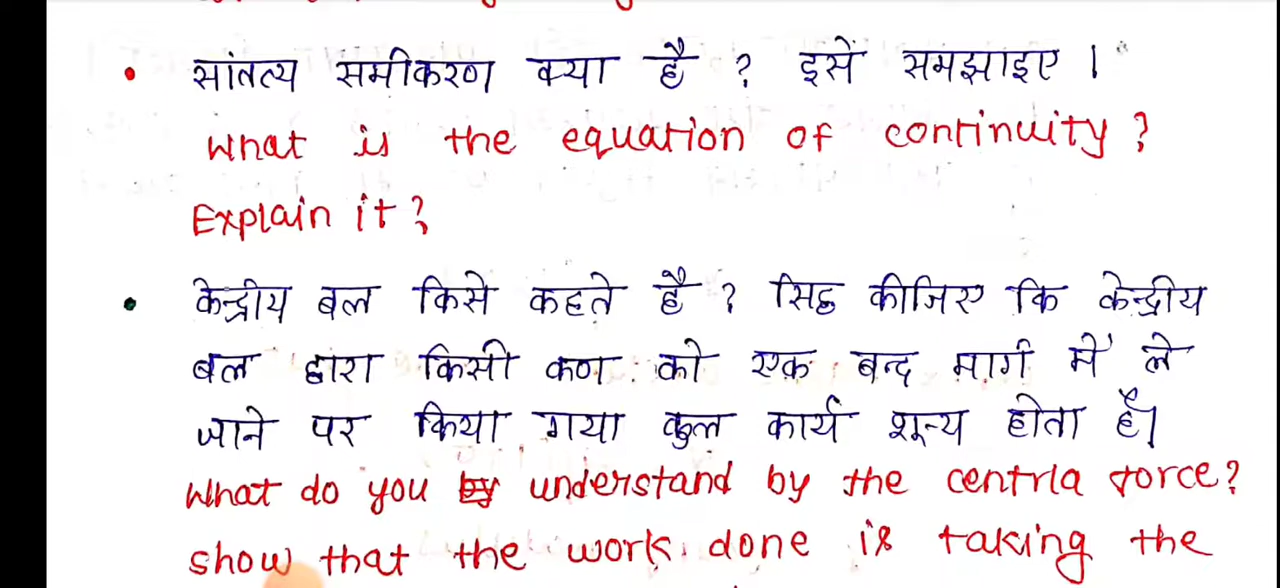 सांतत्य समीकरण क्या है ? इसे समझाइए ।
What is the equation of continuity ?
Explain it ?
केन्द्रीय बल किसे कहते है ? सिद्ध कीजिए कि केन्द्रीय
बल द्वारा किसी कण को एक बन्द मार्ग में ले
जाने पर किया गया कुल कार्य शून्य होता है।
What do you by understand by the centrla force?
show that the work done is taking the